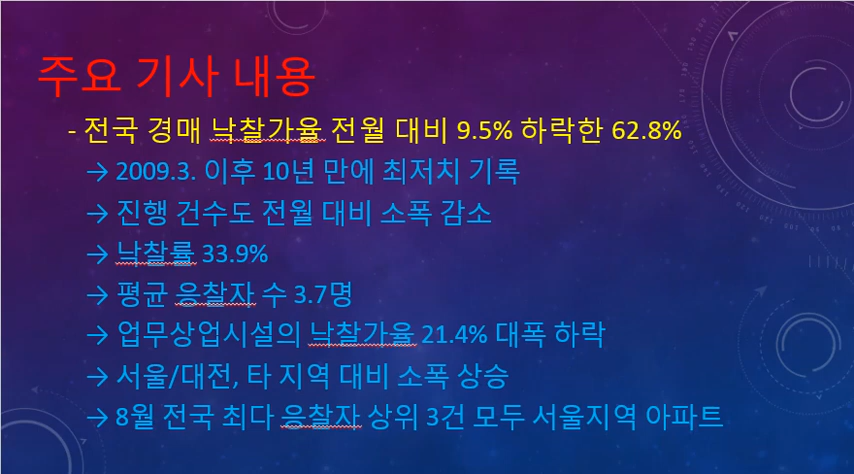 주요 기사 내용
- 전국 경매 낙찰가율 전월 대비 9.5% 하락한 62.8%
→ 2009.3. 이후 10년 만에 최저치 기록
→ 진행 건수도 전월 대비 소폭 감소
→ 낙찰률 33.9%
→ 평균 응찰자 수 3.7명
→ 업무상업시설의 낙찰가율 21.4% 대폭 하락
→ 서울/대전, 타 지역 대비 소폭 상승
→ 8월 전국 최다 응찰자 상위 3건 모두 서울지역 아파트